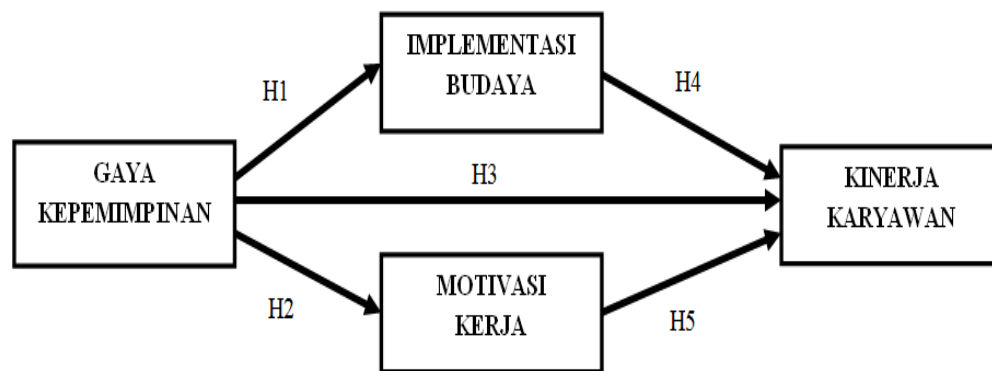 IMPLEMENTASI
BUDAYA
H1
H4
GAYA
KEPEMIMPINAN
H3
KINERJA
KARYAWAN
MOTIVASI
KERJA
H2
H5